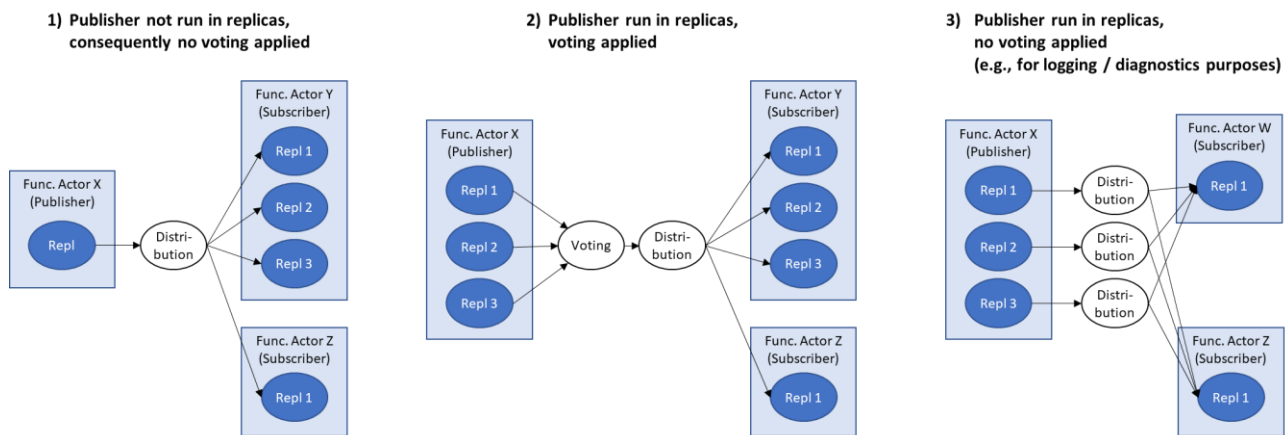 1) Publisher not run in replicas,
consequently no voting applied
Func. Actor X
(Publisher)
Repl
Distri-
bution
Func. Actor Y
(Subscriber)
Repl 1
Repl 2
Repl 3
Func. Actor Z
(Subscriber)
Repl 1
2) Publisher run in replicas,
voting applied
Func. Actor X
(Publisher)
Repl 1
Repl 2
Repl 3
Voting
Distri-
bution
Func. Actor Y
(Subscriber)
Repl 1
Repl 2
Repl 3
Func. Actor Z
(Subscriber)
Repl 1
3) Publisher run in replicas,
no voting applied
(e.g., for logging / diagnostics purposes)
Func. Actor X
(Publisher)
Repl 1
Repl 2
Repl 3
Distri-
bution
Distri-
bution
Distri-
bution
Func. Actor W
(Subscriber)
Repl 1
Func. Actor Z
(Subscriber)
Repl 1